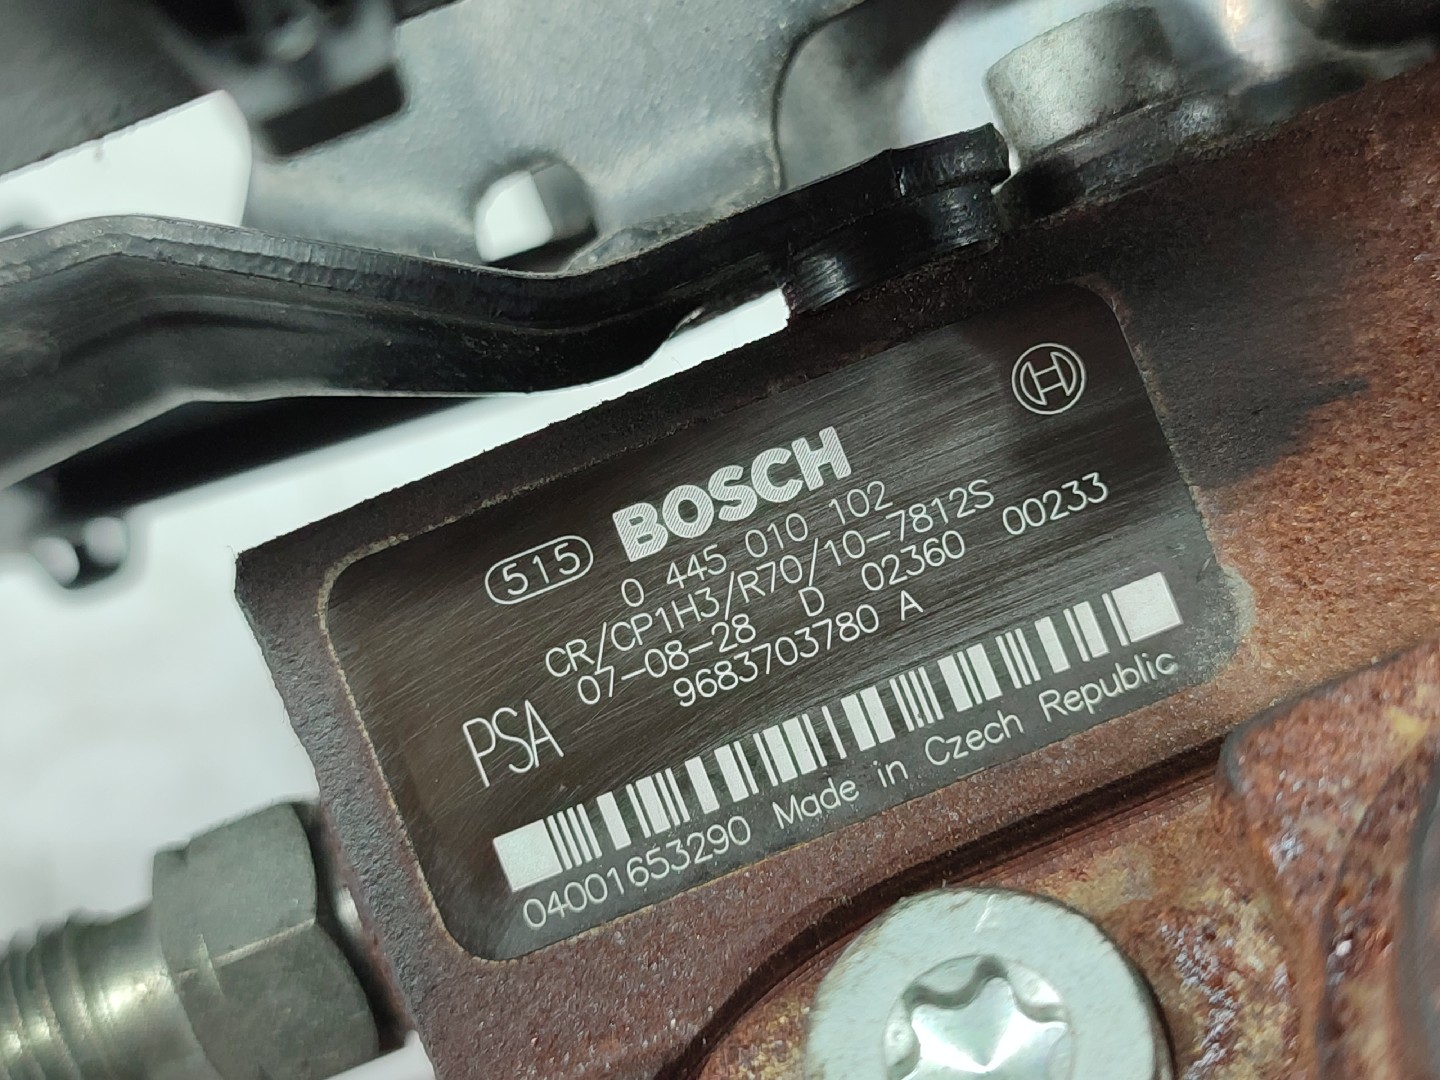 515 BOSCH
0 445 010 102
CR/CP1H3/R70/10-7812S
07-08-28 D 02360 00233
PSA 9683703780 A
04001653290 Made in Czech Republic